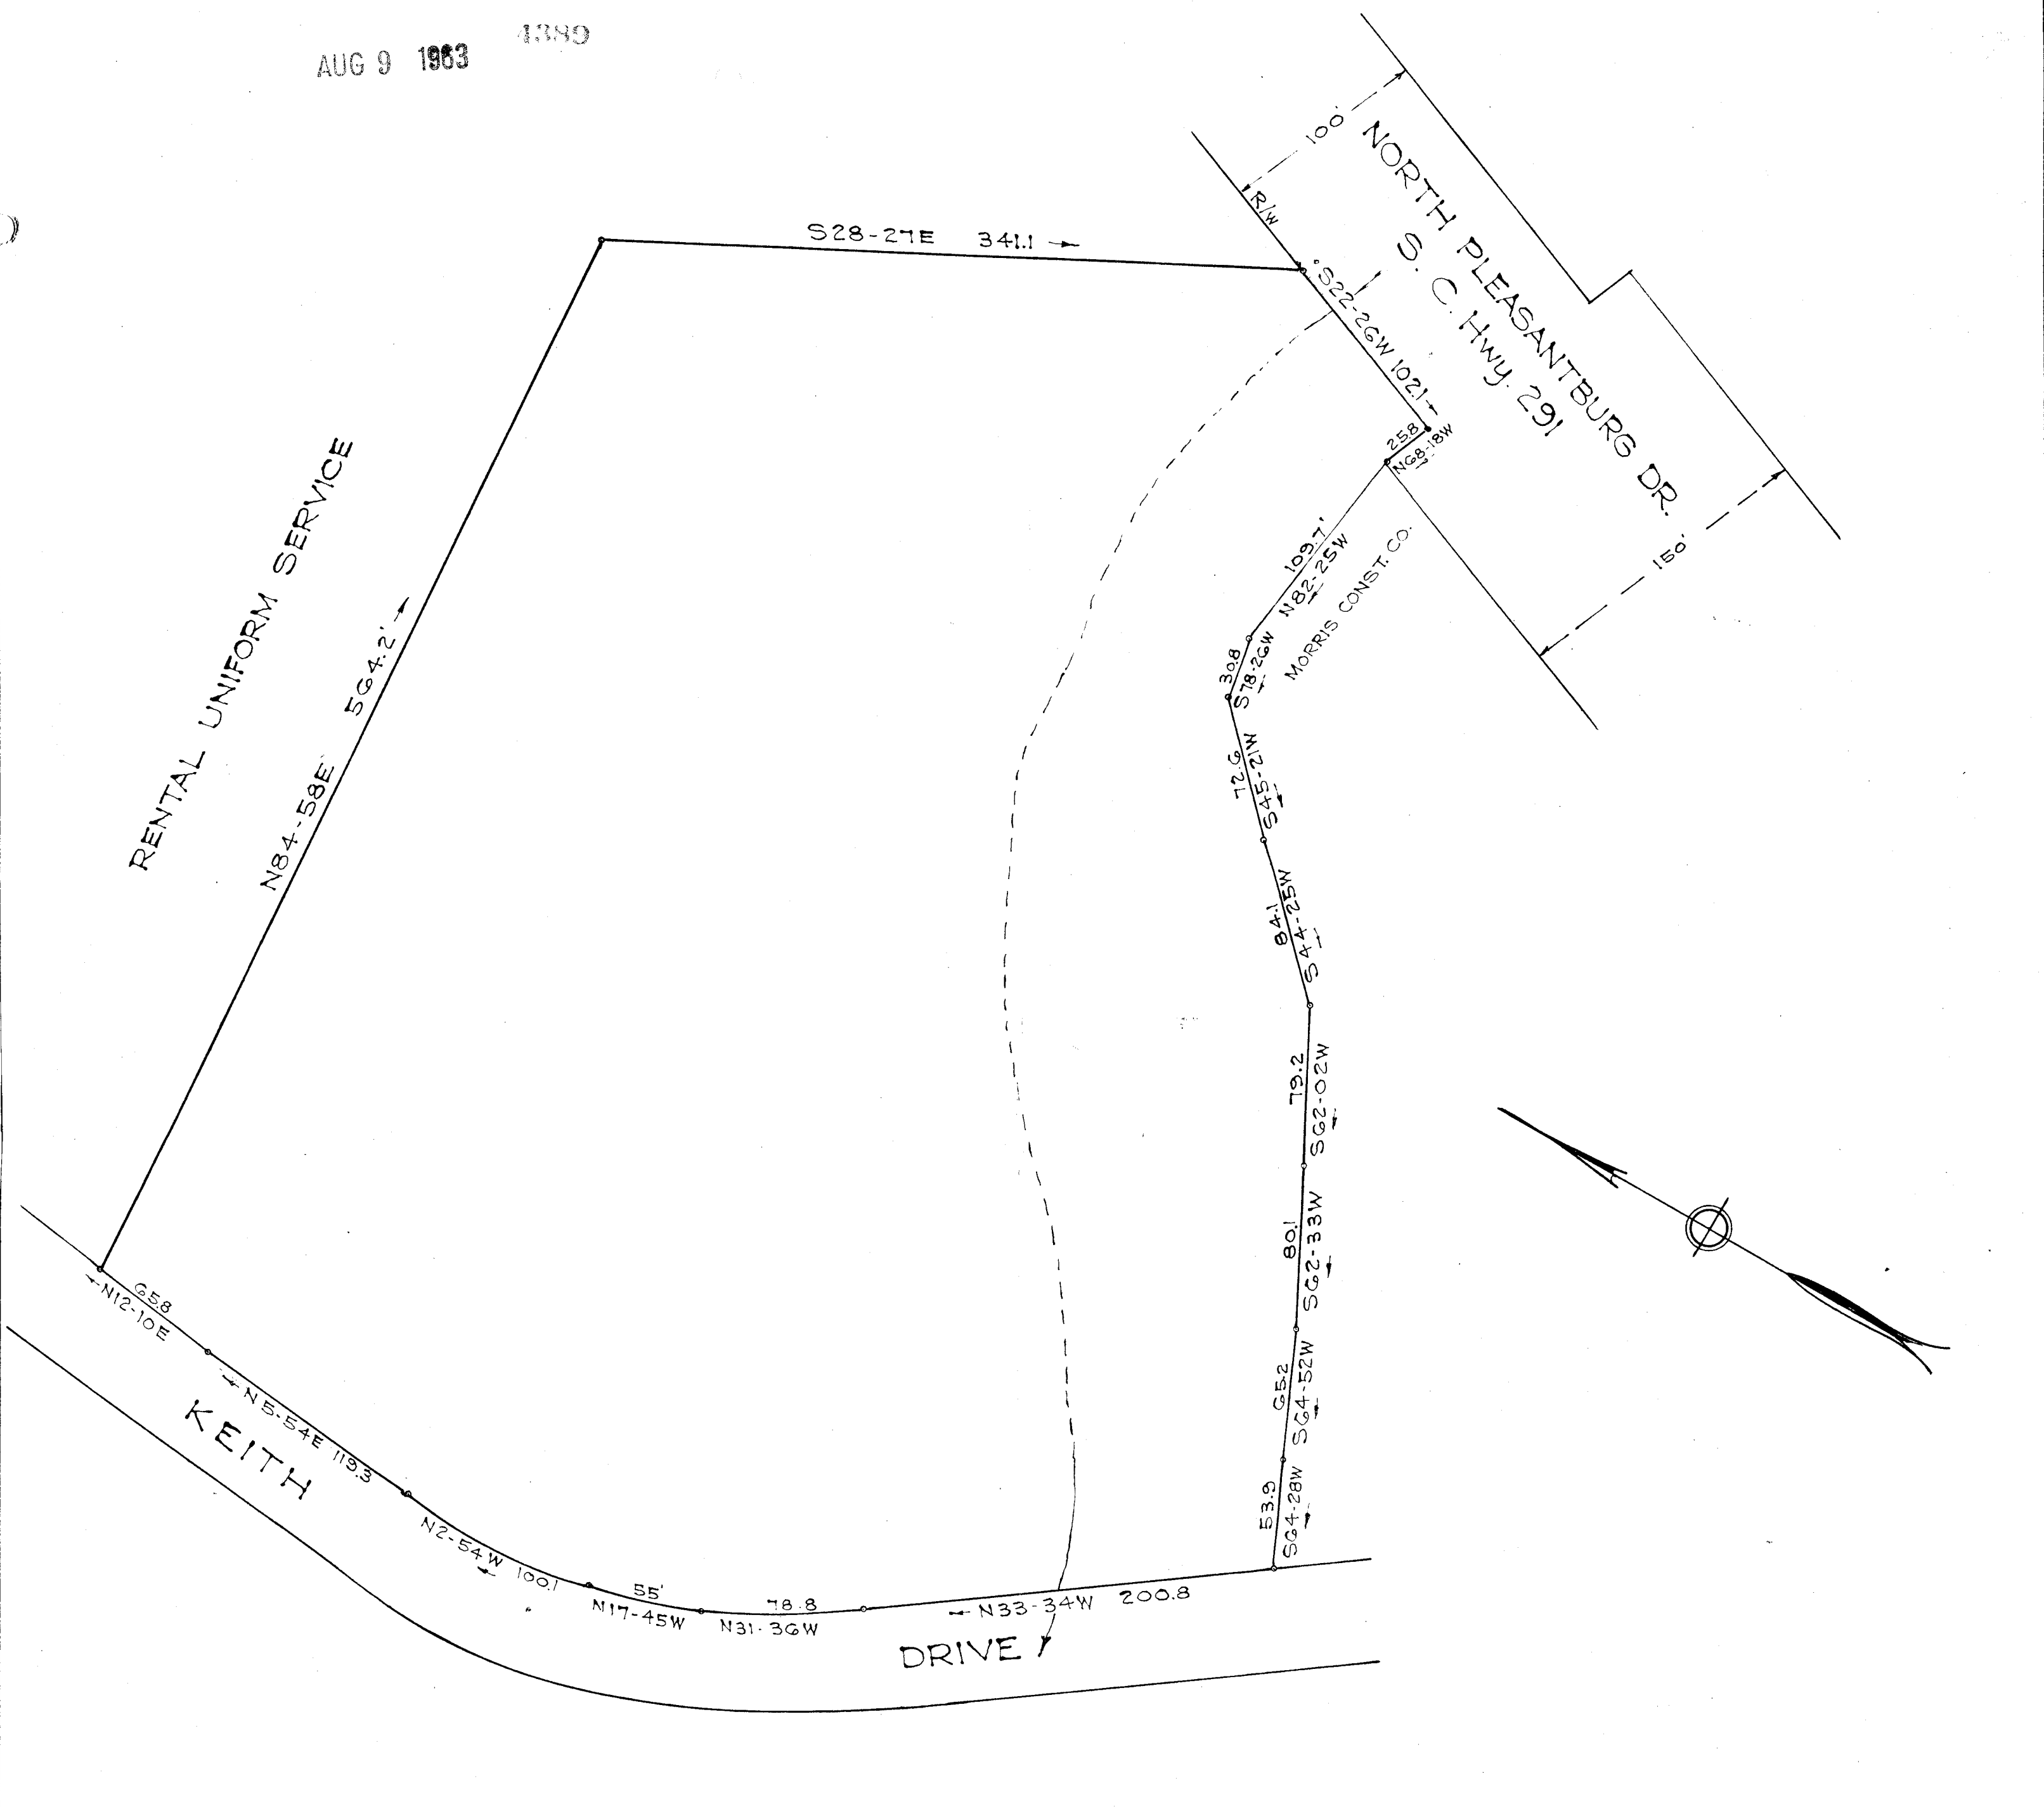 AUG 9 1963
4389
100'
NORTH PLEASANTBURG DR.
S. C. Hwy. 291
R/W
S28-27E 341.1
S22-26W 102.1
25.8
N68-18W
150'
109.7'
N82-25W
MORRIS CONST. CO.
30.8
S78-26W
RENTAL UNIFORM SERVICE
N84-58E 564.2'
72.6
S45-21W
84.1
S44-25W
79.2
S62-02W
80.1
S62-33W
65.2
S64-52W
53.9
S64-28W
65.8
N12-10E
N5-54E 119.3
KEITH
N2-54W 100.1
55'
N17-45W
78.8
N31-36W
N33-34W 200.8
DRIVE